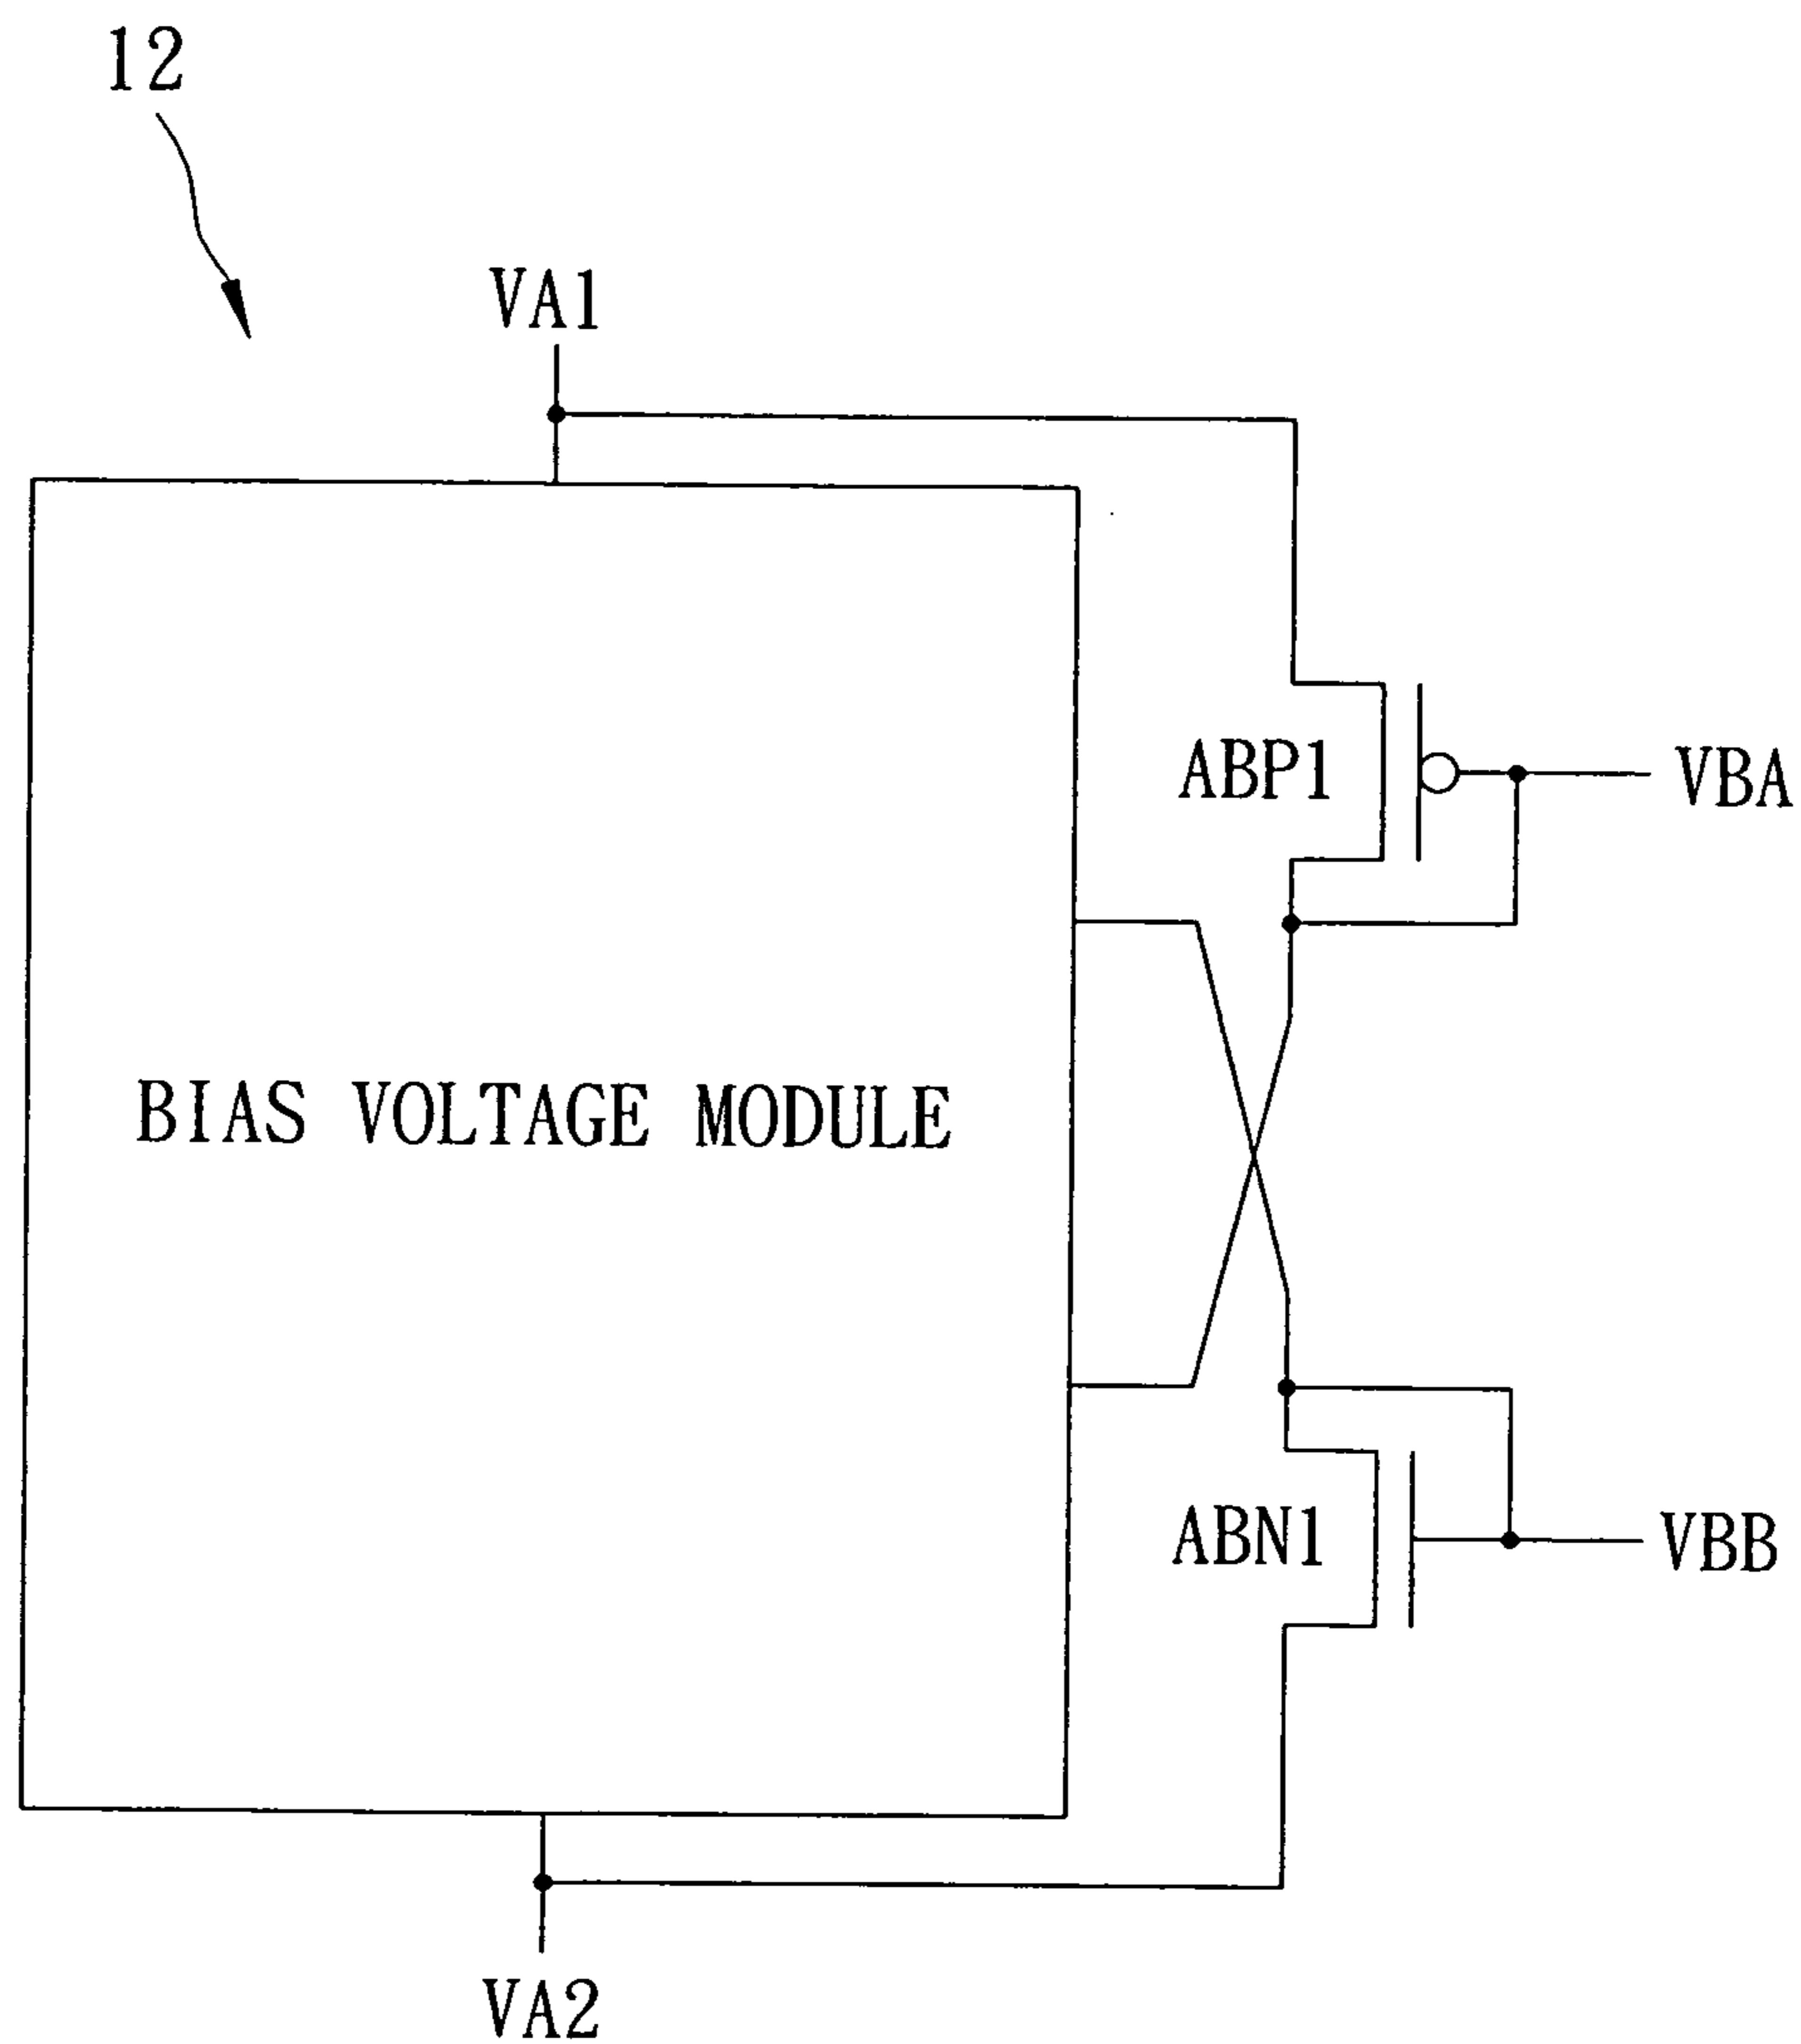 12
VA1
ABP1
VBA
BIAS VOLTAGE MODULE
ABN1
VBB
VA2